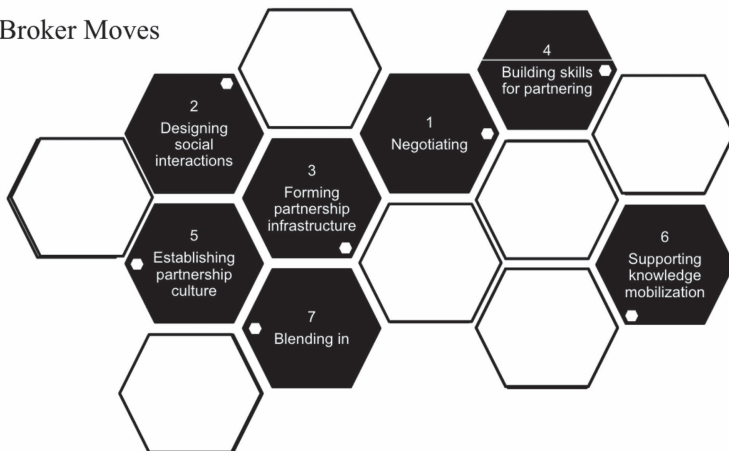 Broker Moves
1
Negotiating
2
Designing
social
interactions
3
Forming
partnership
infrastructure
4
Building skills
for partnering
5
Establishing
partnership
culture
6
Supporting
knowledge
mobilization
7
Blending in